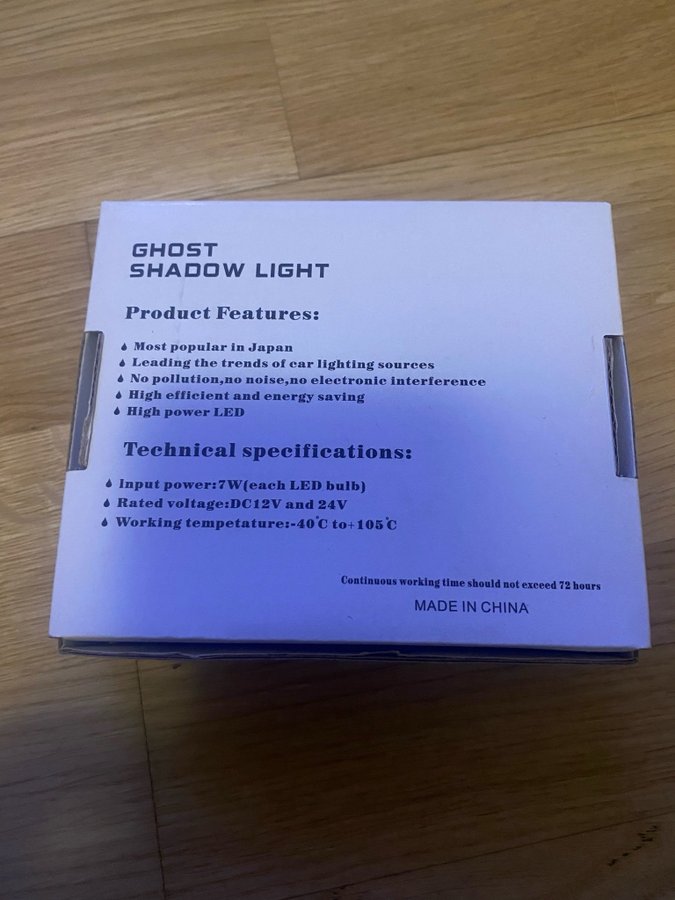 GHOST
SHADOW LIGHT
Product Features:
Most popular in Japan
Leading the trends of car lighting sources
No pollution,no noise,no electronic interference
High efficient and energy saving
High power LED
Technical specifications:
Input power:7W(each LED bulb)
Rated voltage:DC12V and 24V
Working tempetature:-40°C to+105°C
Continuous working time should not exceed 72 hours
MADE IN CHINA